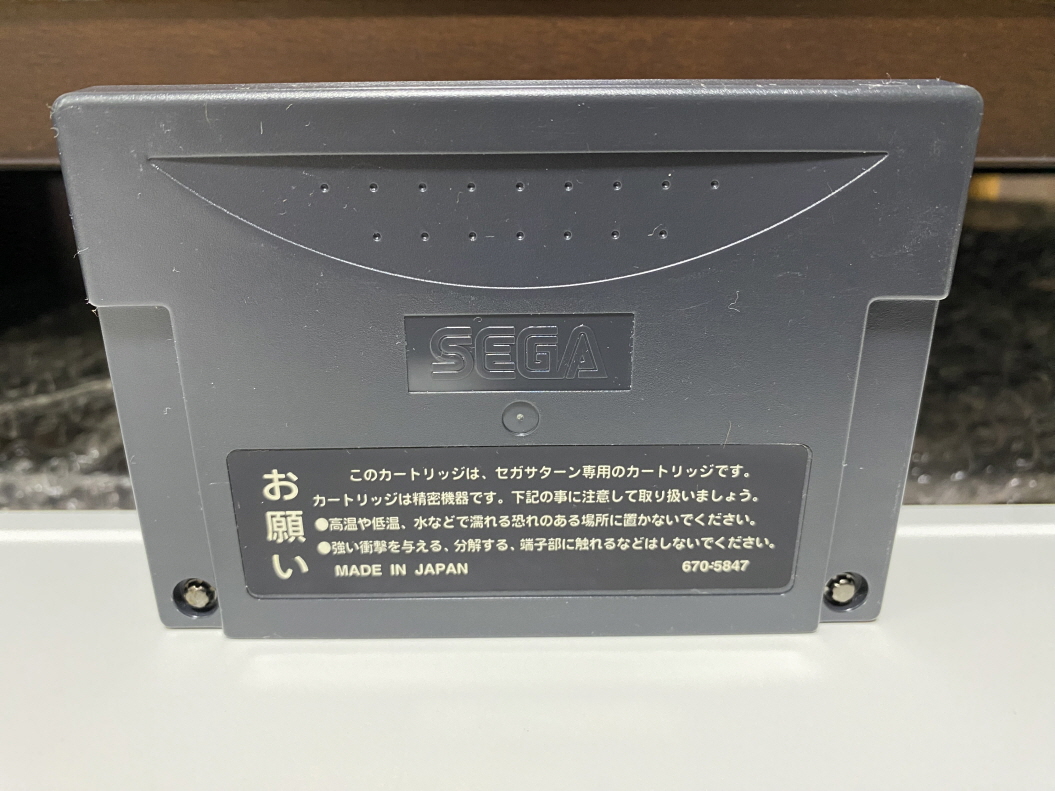 SEGA
お願い
このカートリッジは、セガサターン専用のカートリッジです。
カートリッジは精密機器です。下記の事に注意して取り扱いましょう。
●高温や低温、水などで濡れる恐れのある場所に置かないでください。
●強い衝撃を与える、分解する、端子部に触れるなどはしないでください。
MADE IN JAPAN 670-5847